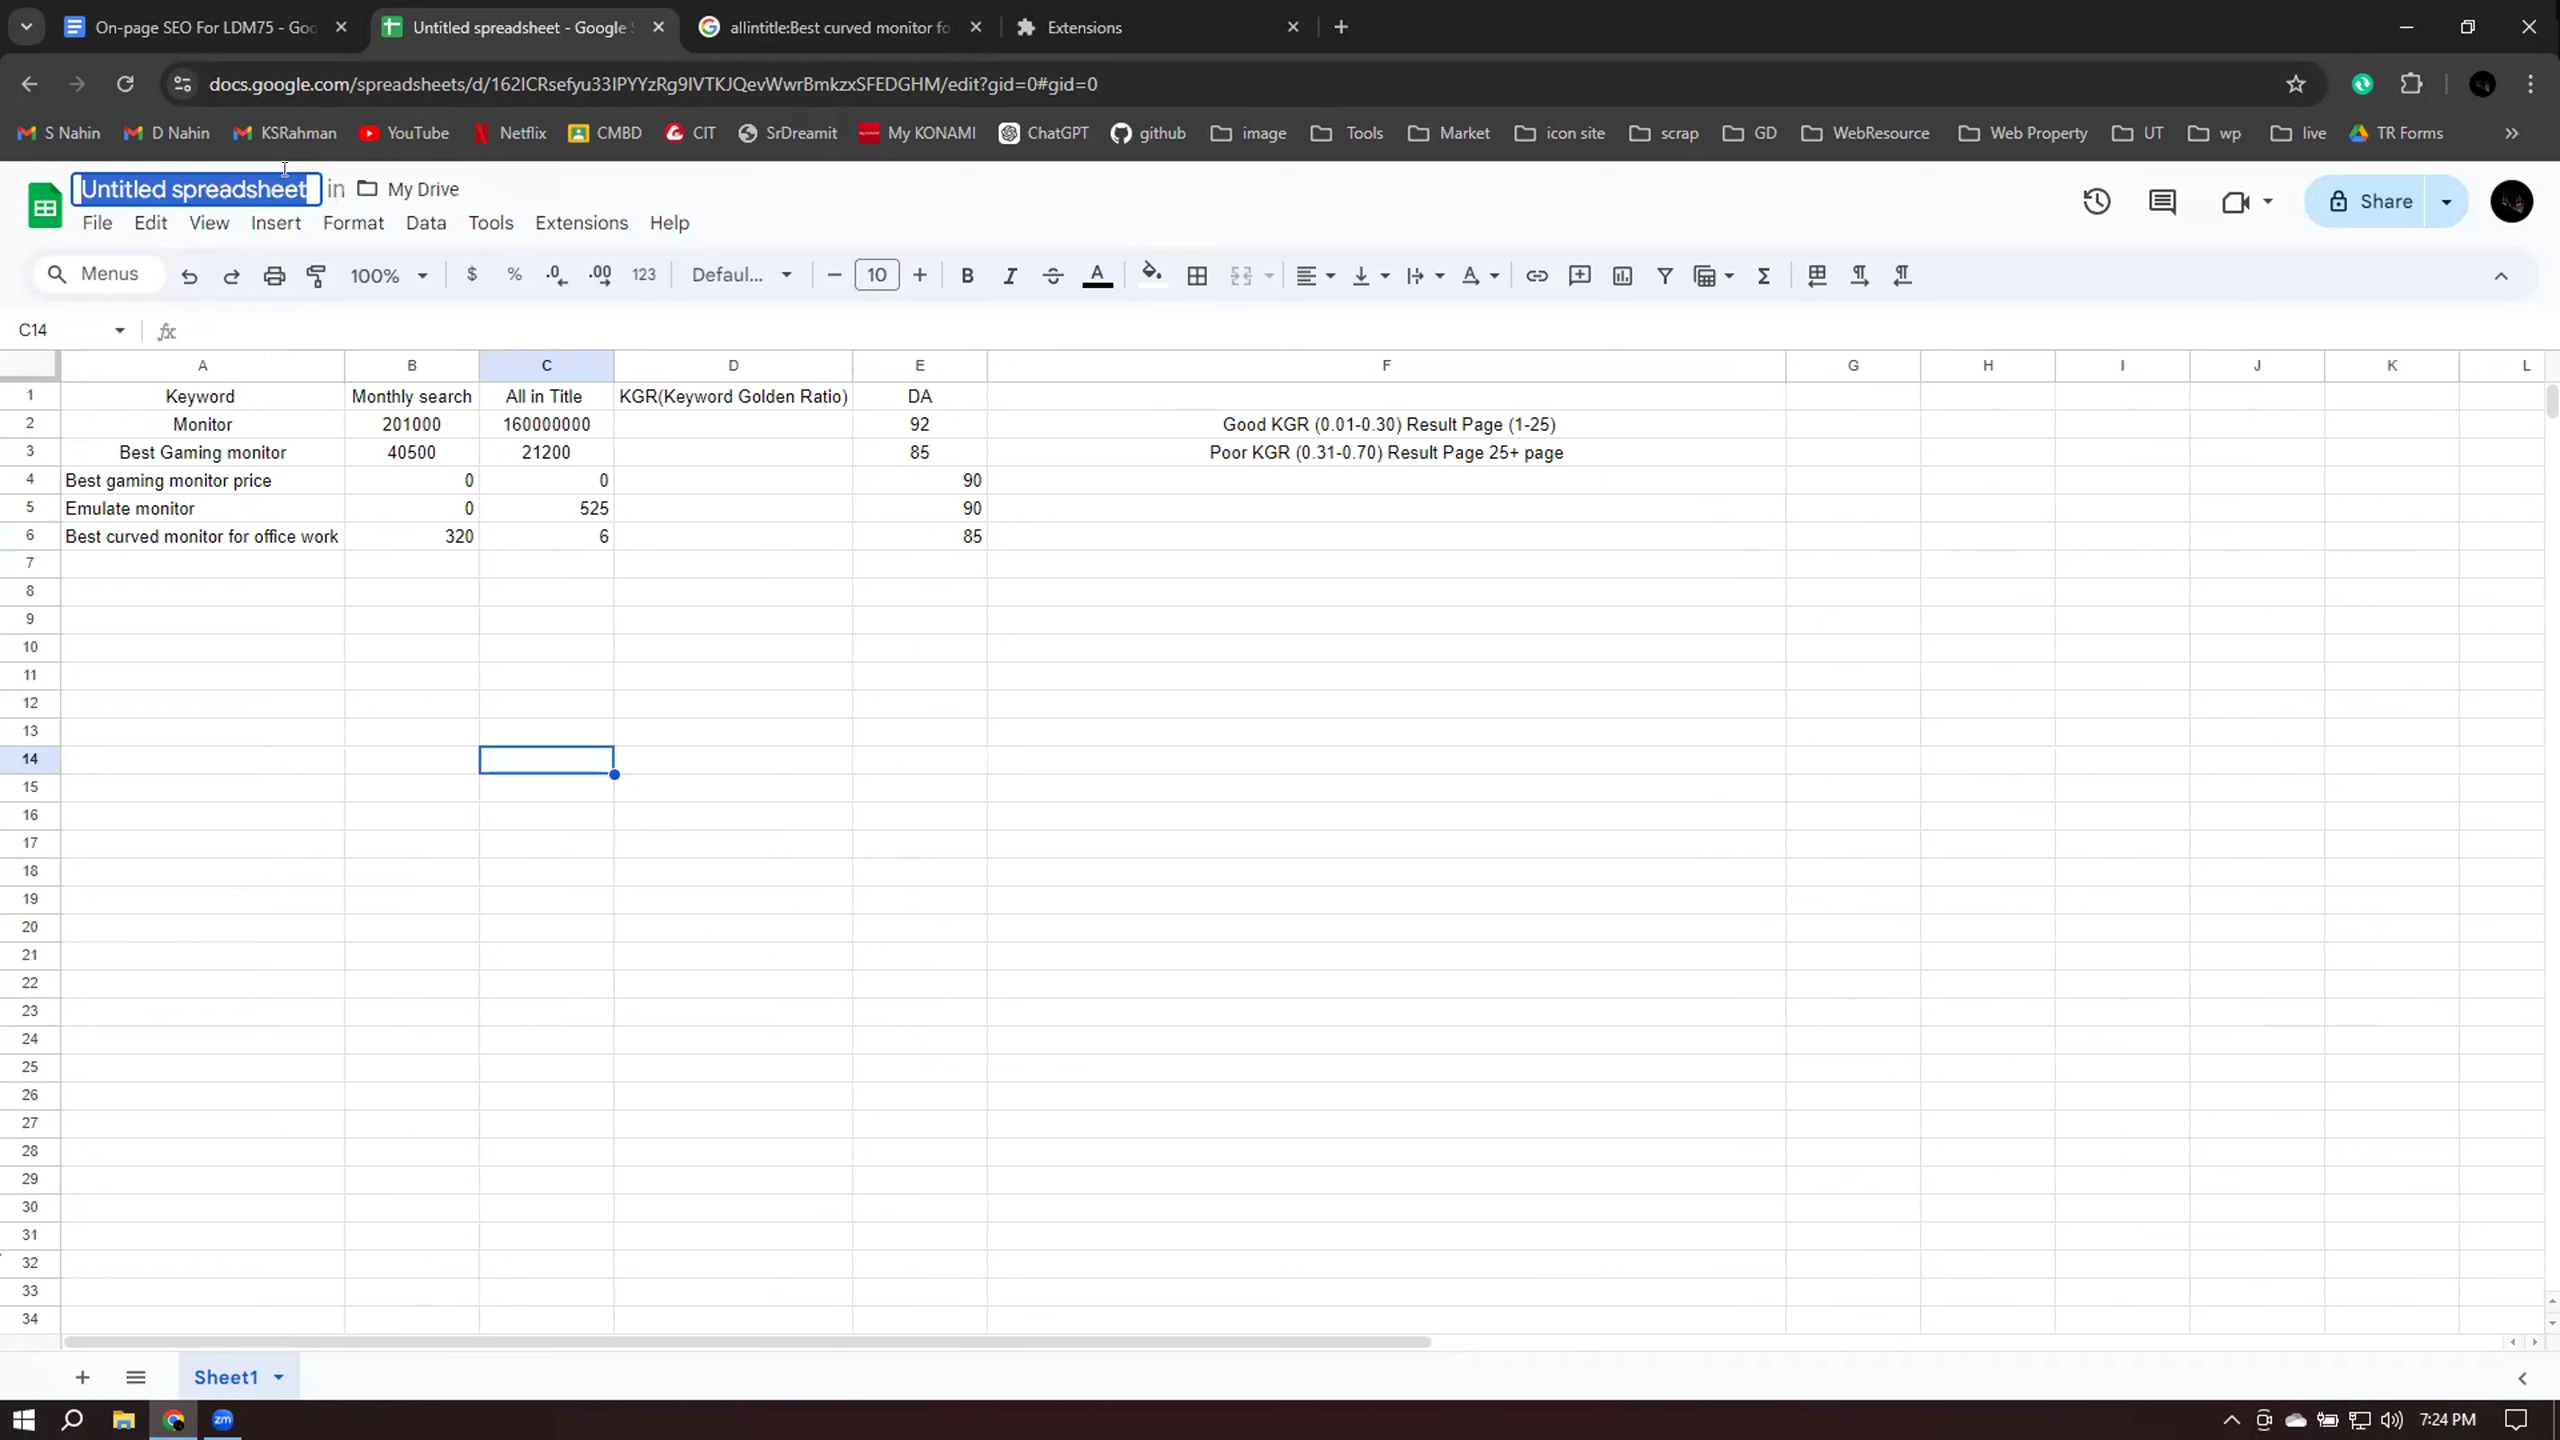 On-page SEO For LDM75 - Goo
Untitled spreadsheet - Google S
allintitle:Best curved monitor fo
Extensions
docs.google.com/spreadsheets/d/162ICRsefyu33IPYYzRg9IVTKJQevWwrBmkzxSFEDGHM/edit?gid=0#gid=0
S Nahin D Nahin KSRahman YouTube Netflix CMBD CIT SrDreamit My KONAMI ChatGPT github image Tools Market icon site scrap GD WebResource Web Property UT wp live TR Forms
Untitled spreadsheet in My Drive
Share
File Edit View Insert Format Data Tools Extensions Help
Menus 100% $ % .0 .00 123 Defaul... 10 B I
C14
A B C D E F G H I J K L
1 Keyword Monthly search All in Title KGR(Keyword Golden Ratio) DA
2 Monitor 201000 160000000 92 Good KGR (0.01-0.30) Result Page (1-25)
3 Best Gaming monitor 40500 21200 85 Poor KGR (0.31-0.70) Result Page 25+ page
4 Best gaming monitor price 0 0 90
5 Emulate monitor 0 525 90
6 Best curved monitor for office work 320 6 85
7
8
9
10
11
12
13
14
15
16
17
18
19
20
21
22
23
24
25
26
27
28
29
30
31
32
33
34
Sheet1
zm
7:24 PM